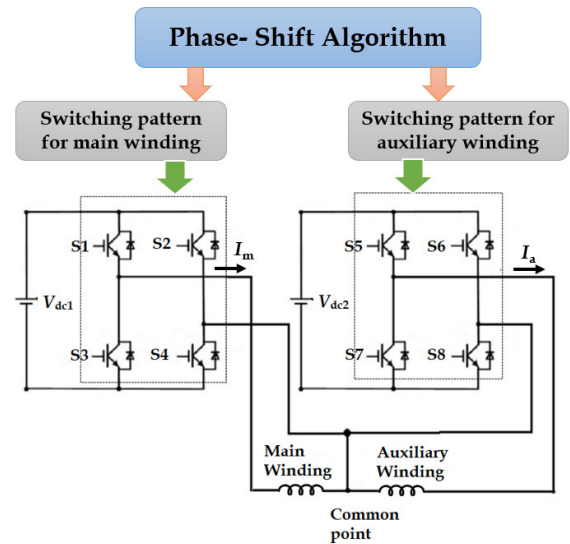 Phase- Shift Algorithm
Switching pattern
for main winding
Switching pattern for
auxiliary winding
S1
S2
Im
Vdc1
S3
S4
S5
S6
Ia
Vdc2
S7
S8
Main
Winding
Auxiliary
Winding
Common
point